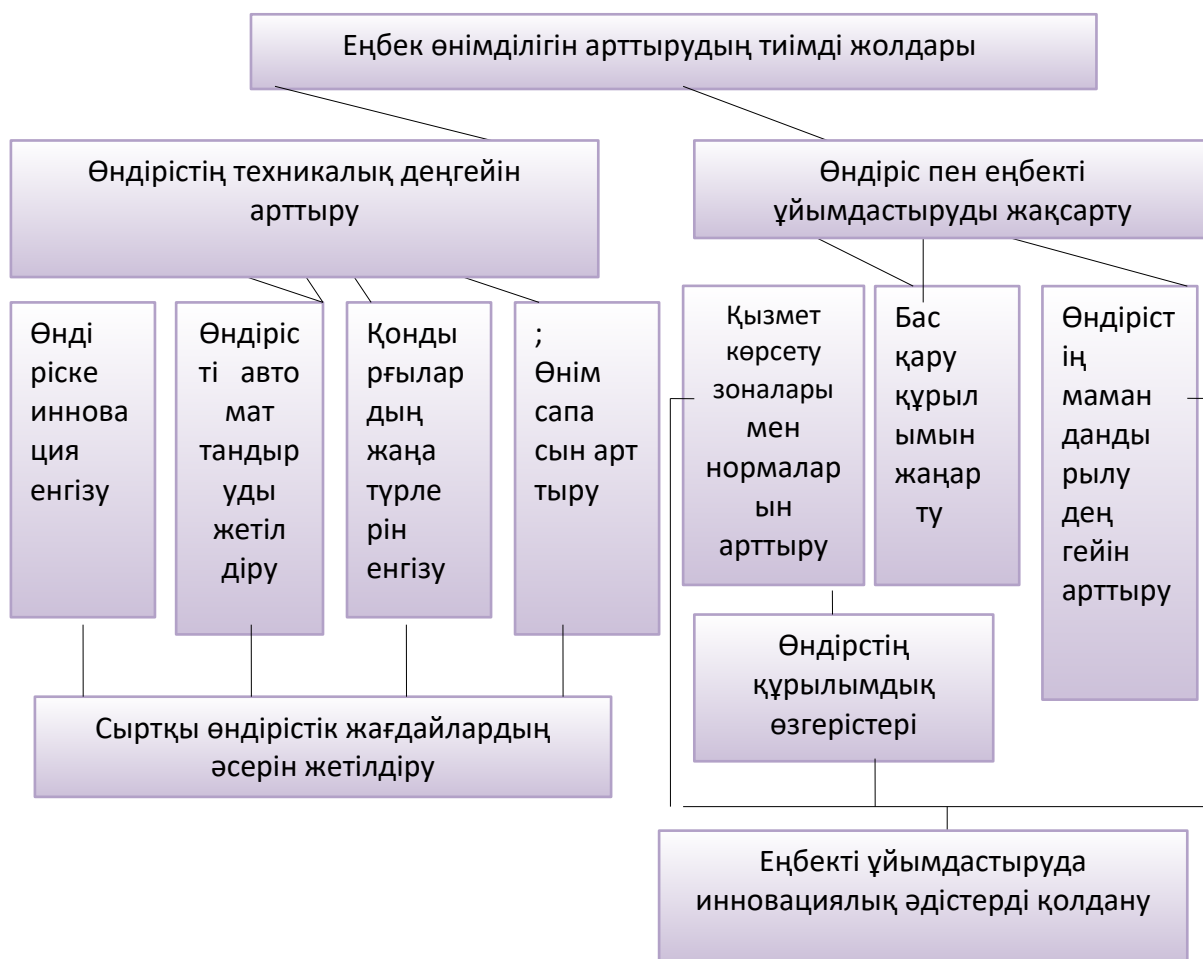 Еңбек өнімділігін арттырудың тиімді жолдары
Өндірістің техникалық деңгейін
арттыру
Өндіріс пен еңбекті
ұйымдастыруды жақсарту
Өнді
ріске
иннова
ция
енгізу
Өндіріс
ті авто
мат
тандыр
уды
жетіл
діру
Қонды
рғылар
дың
жаңа
түрле
рін
енгізу
;
Өнім
сапа
сын арт
тыру
Қызмет
көрсету
зоналары
мен
нормалар
ын
арттыру
Бас
қару
құрыл
ымын
жаңар
ту
Өндіріст
ің
маман
данды
рылу
дең
гейін
арттыру
Өндірстің
құрылымдық
өзгерістері
Сыртқы өндірістік жағдайлардың
әсерін жетілдіру
Еңбекті ұйымдастыруда
инновациялық әдістерді қолдану